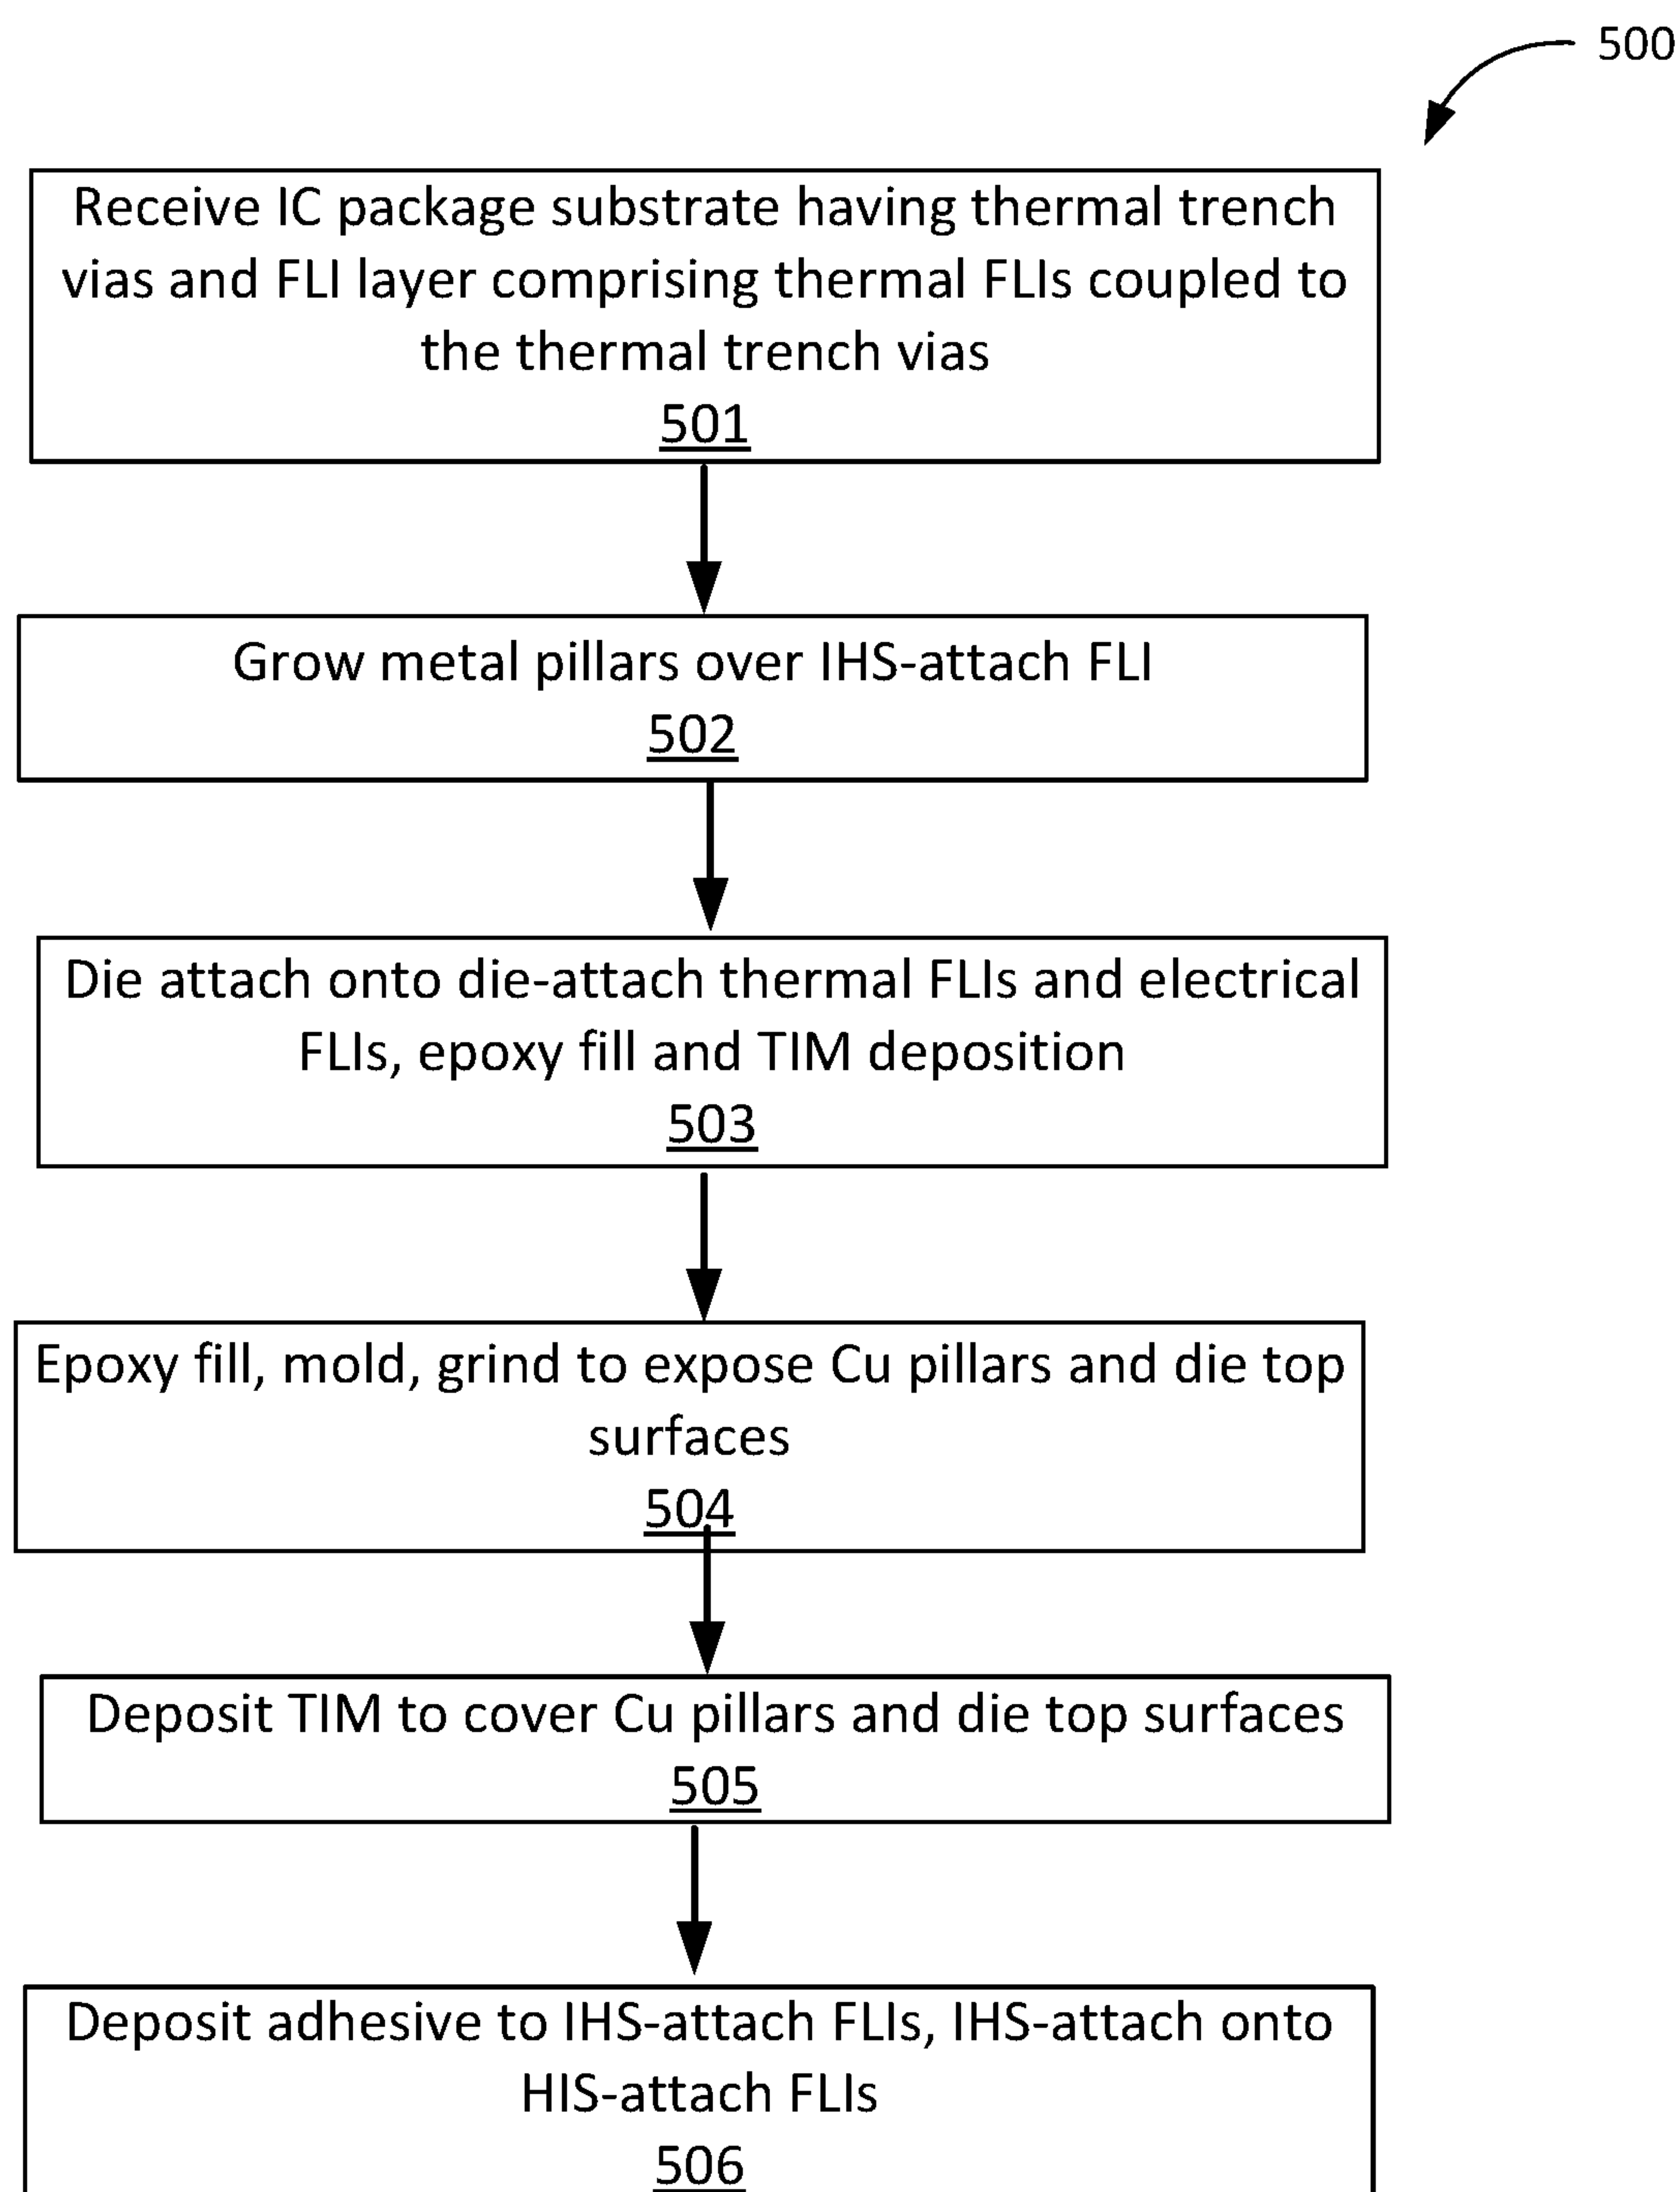 500
Receive IC package substrate having thermal trench
vias and FLI layer comprising thermal FLIs coupled to
the thermal trench vias
501
Grow metal pillars over IHS-attach FLI
502
Die attach onto die-attach thermal FLIs and electrical
FLIs, epoxy fill and TIM deposition
503
Epoxy fill, mold, grind to expose Cu pillars and die top
surfaces
504
Deposit TIM to cover Cu pillars and die top surfaces
505
Deposit adhesive to IHS-attach FLIs, IHS-attach onto
HIS-attach FLIs
506